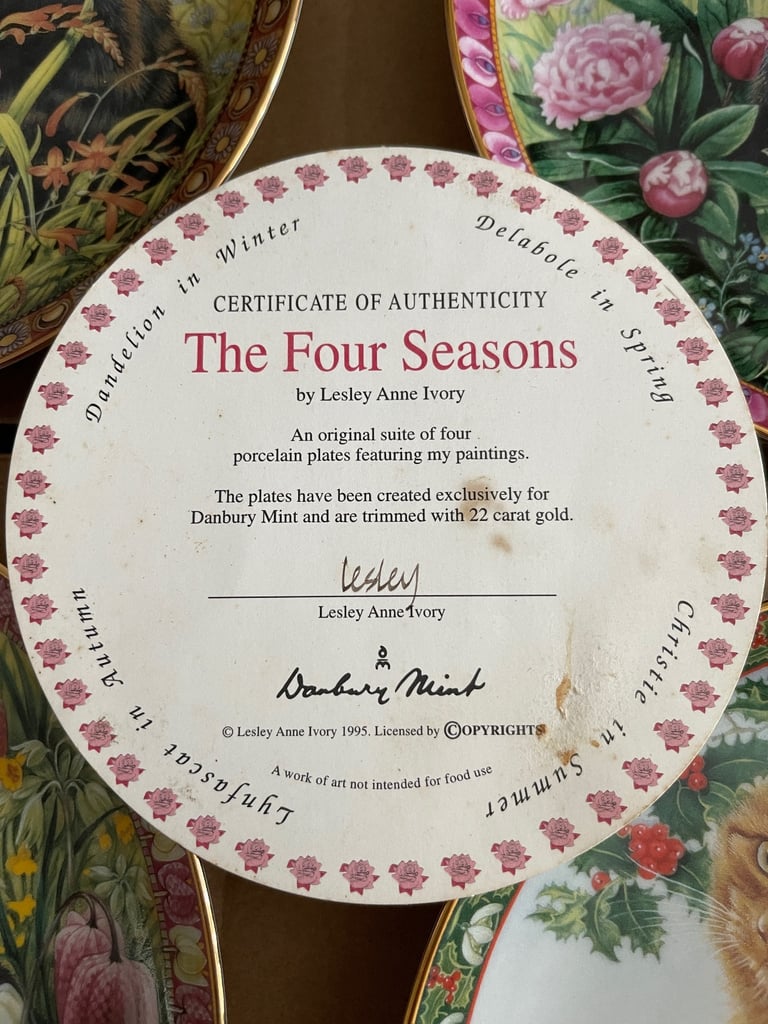 Dandelion in Winter
Delabole in Spring
CERTIFICATE OF AUTHENTICITY
The Four Seasons
by Lesley Anne Ivory
An original suite of four
porcelain plates featuring my paintings.
The plates have been created exclusively for
Danbury Mint and are trimmed with 22 carat gold.
Lesley
Lesley Anne Ivory
Danbury Mint
© Lesley Anne Ivory 1995. Licensed by ©OPYRIGHTS
A work of art not intended for food use
Lynfascat in Autumn
Christie in Summer